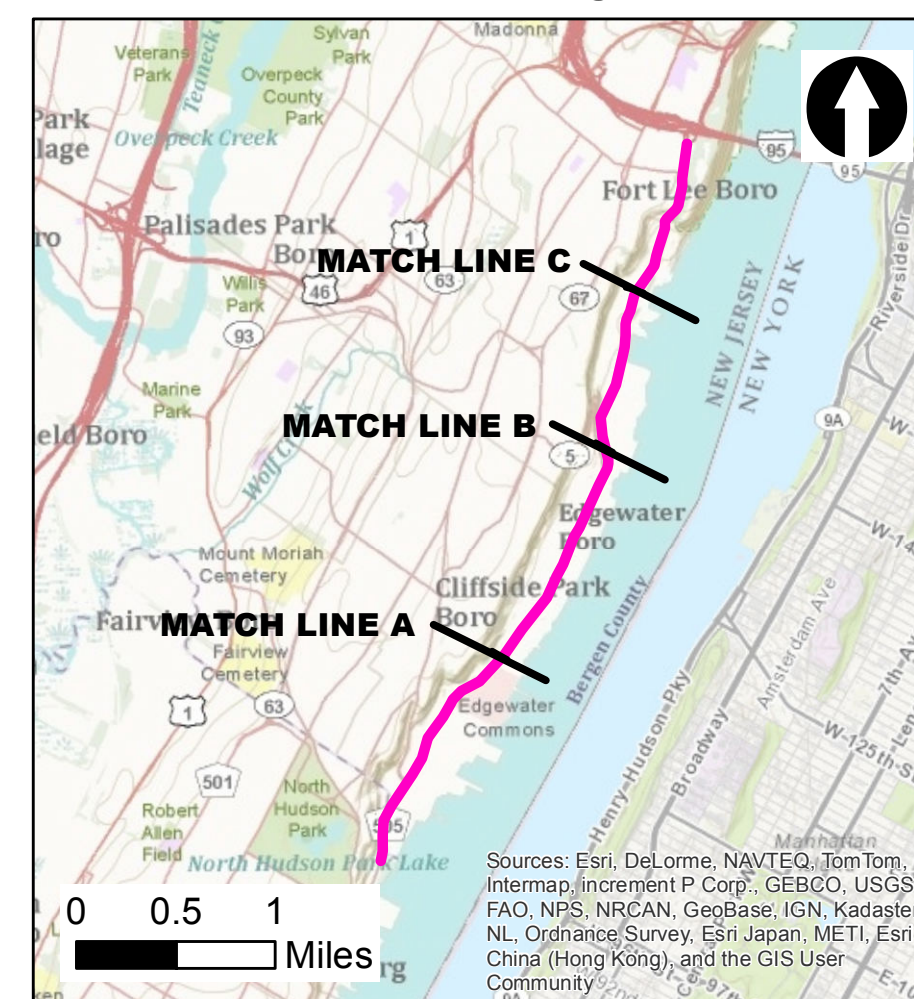 Sylvan
Park
Madonna
Veterans
Park
Teaneck
Overpeck
County
Park
Park
lage
Overpeck Creek
95
95
Fort Lee Boro
Riverside Dr
ro
Palisades Park
Boro
1
MATCH LINE C
63
46
67
Willis
Park
93
NEW JERSEY
NEW YORK
Marine
Park
eld Boro
MATCH LINE B
9A
5
Wolf Creek
Edgewater
Boro
Mount Moriah
Cemetery
Cliffside Park
Boro
MATCH LINE A
Fairview
Cemetery
Bergen County
Amsterdam Ave
7th-A
1
63
Edgewater
Commons
Henry-Hudson-Pky
Broadway
W-125th-S
501
North
Hudson
Park
Robert
Allen
Field
North Hudson Park Lake
Manhattan
0 0.5 1
Miles
rg
Sources: Esri, DeLorme, NAVTEQ, TomTom,
Intermap, increment P Corp., GEBCO, USGS
FAO, NPS, NRCAN, GeoBase, IGN, Kadaste
NL, Ordnance Survey, Esri Japan, METI, Esri
China (Hong Kong), and the GIS User
Community